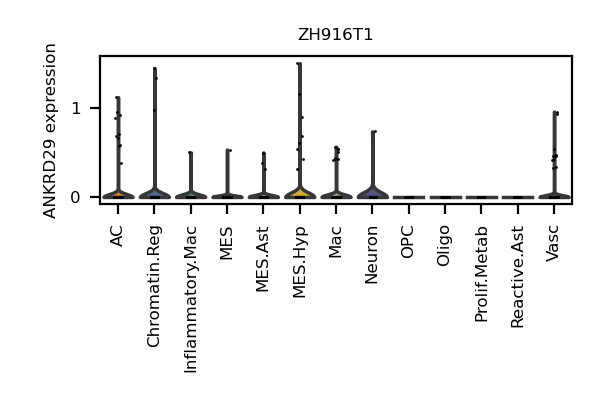 ZH916T1
ANKRD29 expression
1
0
AC
Chromatin.Reg
Inflammatory.Mac
MES
MES.Ast
MES.Hyp
Mac
Neuron
OPC
Oligo
Prolif.Metab
Reactive.Ast
Vasc